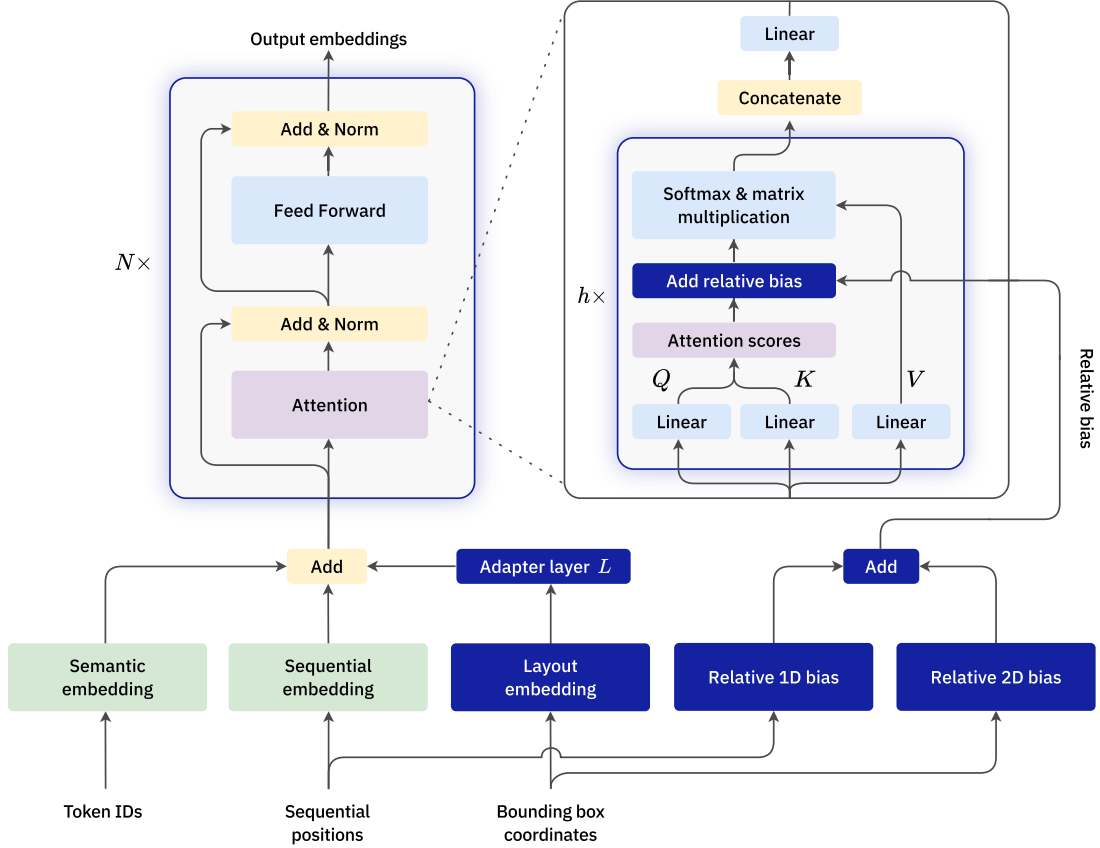 Output embeddings
Add & Norm
Feed Forward
N×
Add & Norm
Attention
Linear
Concatenate
Softmax & matrix
multiplication
Add relative bias
h×
Attention scores
Q
K
V
Linear
Linear
Linear
Relative bias
Add
Adapter layer L
Add
Semantic
embedding
Sequential
embedding
Layout
embedding
Relative 1D bias
Relative 2D bias
Token IDs
Sequential
positions
Bounding box
coordinates